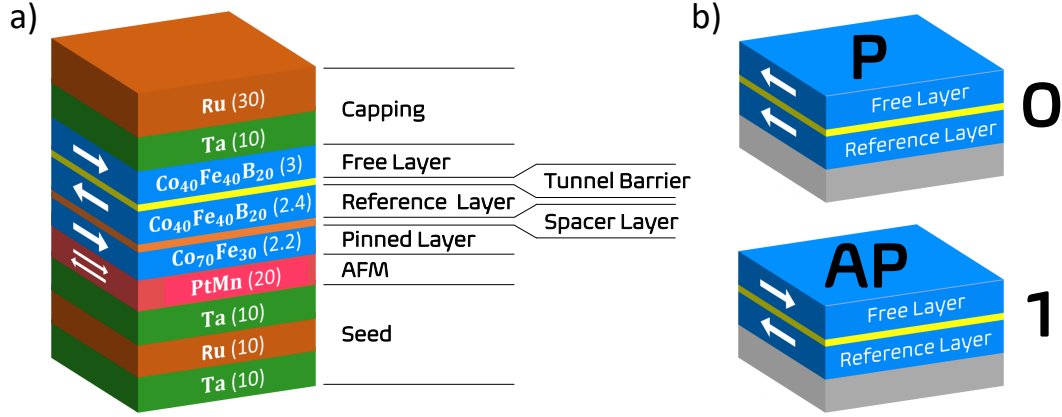 a)
Ru (30)
Ta (10)
Co40Fe40B20 (3)
Co40Fe40B20 (2.4)
Co70Fe30 (2.2)
PtMn (20)
Ta (10)
Ru (10)
Ta (10)
Capping
Free Layer
Tunnel Barrier
Reference Layer
Spacer Layer
Pinned Layer
AFM
Seed
b)
P
Free Layer
Reference Layer
0
AP
Free Layer
Reference Layer
1